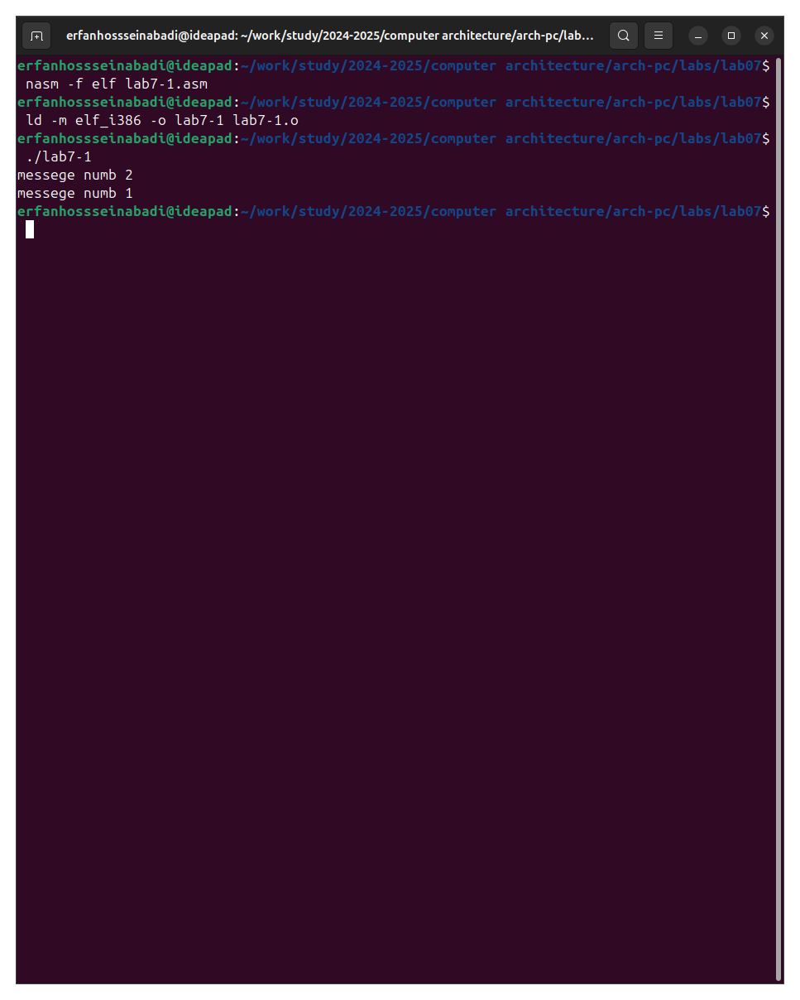 erfanhossseinabadi@ideapad: ~/work/study/2024-2025/computer architecture/arch-pc/lab...
erfanhossseinabadi@ideapad:~/work/study/2024-2025/computer architecture/arch-pc/labs/lab07$
nasm -f elf lab7-1.asm
erfanhossseinabadi@ideapad:~/work/study/2024-2025/computer architecture/arch-pc/labs/lab07$
ld -m elf_i386 -o lab7-1 lab7-1.o
erfanhossseinabadi@ideapad:~/work/study/2024-2025/computer architecture/arch-pc/labs/lab07$
./lab7-1
messege numb 2
messege numb 1
erfanhossseinabadi@ideapad:~/work/study/2024-2025/computer architecture/arch-pc/labs/lab07$